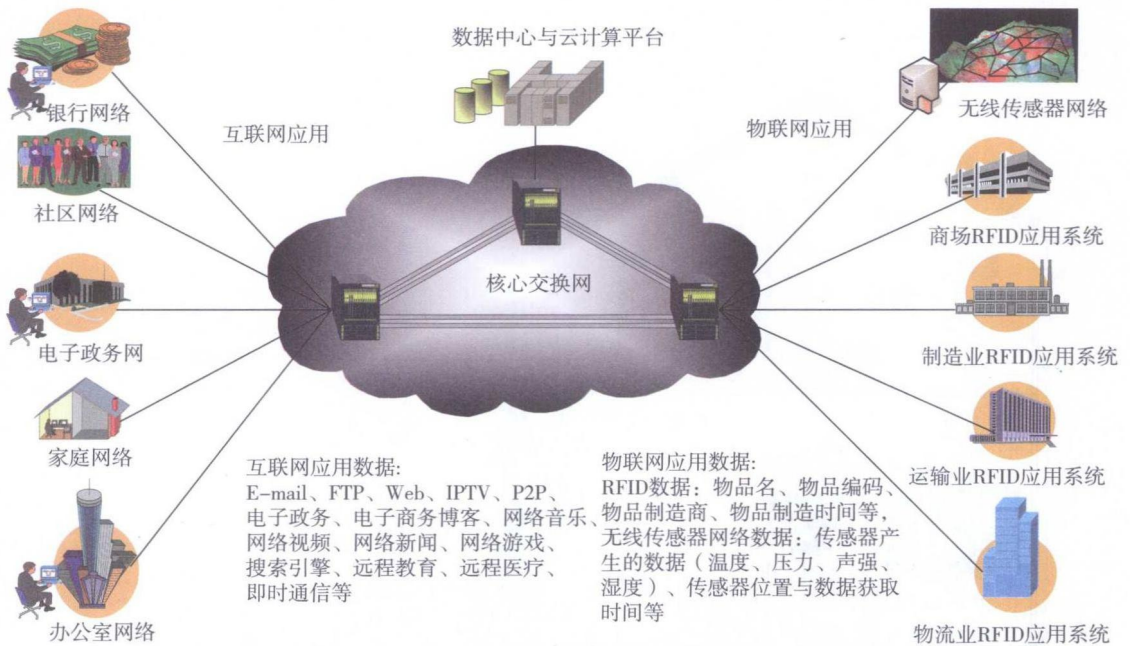 数据中心与云计算平台
互联网应用
物联网应用
银行网络
社区网络
电子政务网
家庭网络
办公室网络
核心交换网
无线传感器网络
商场RFID应用系统
制造业RFID应用系统
运输业RFID应用系统
物流业RFID应用系统
互联网应用数据:
E-mail、FTP、Web、IPTV、P2P、
电子政务、电子商务博客、网络音乐、
网络视频、网络新闻、网络游戏、
搜索引擎、远程教育、远程医疗、
即时通信等
物联网应用数据:
RFID数据：物品名、物品编码、
物品制造商、物品制造时间等，
无线传感器网络数据：传感器产
生的数据（温度、压力、声强、
湿度）、传感器位置与数据获取
时间等